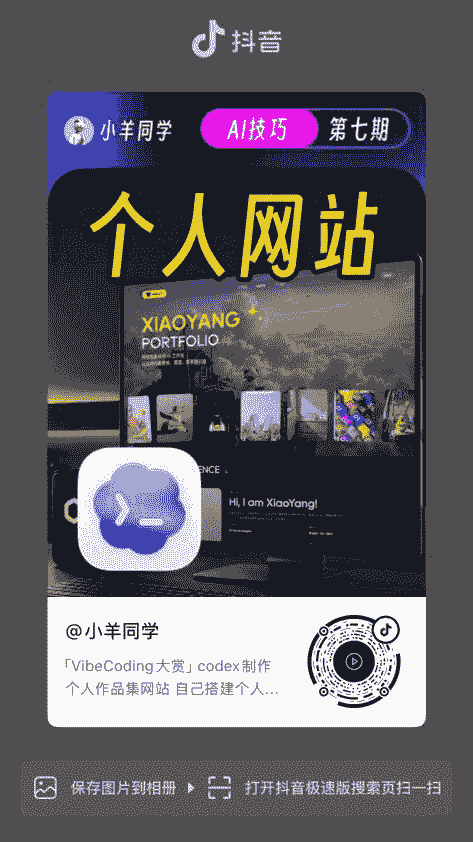 抖音
小羊同学
AI技巧
第七期
个人网站
XIAOYANG
PORTFOLIO
ENCE
Hi, I am XiaoYang!
@小羊同学
「VibeCoding大赏」codex制作
个人作品集网站 自己搭建个人...
保存图片到相册
打开抖音极速版搜索页扫一扫